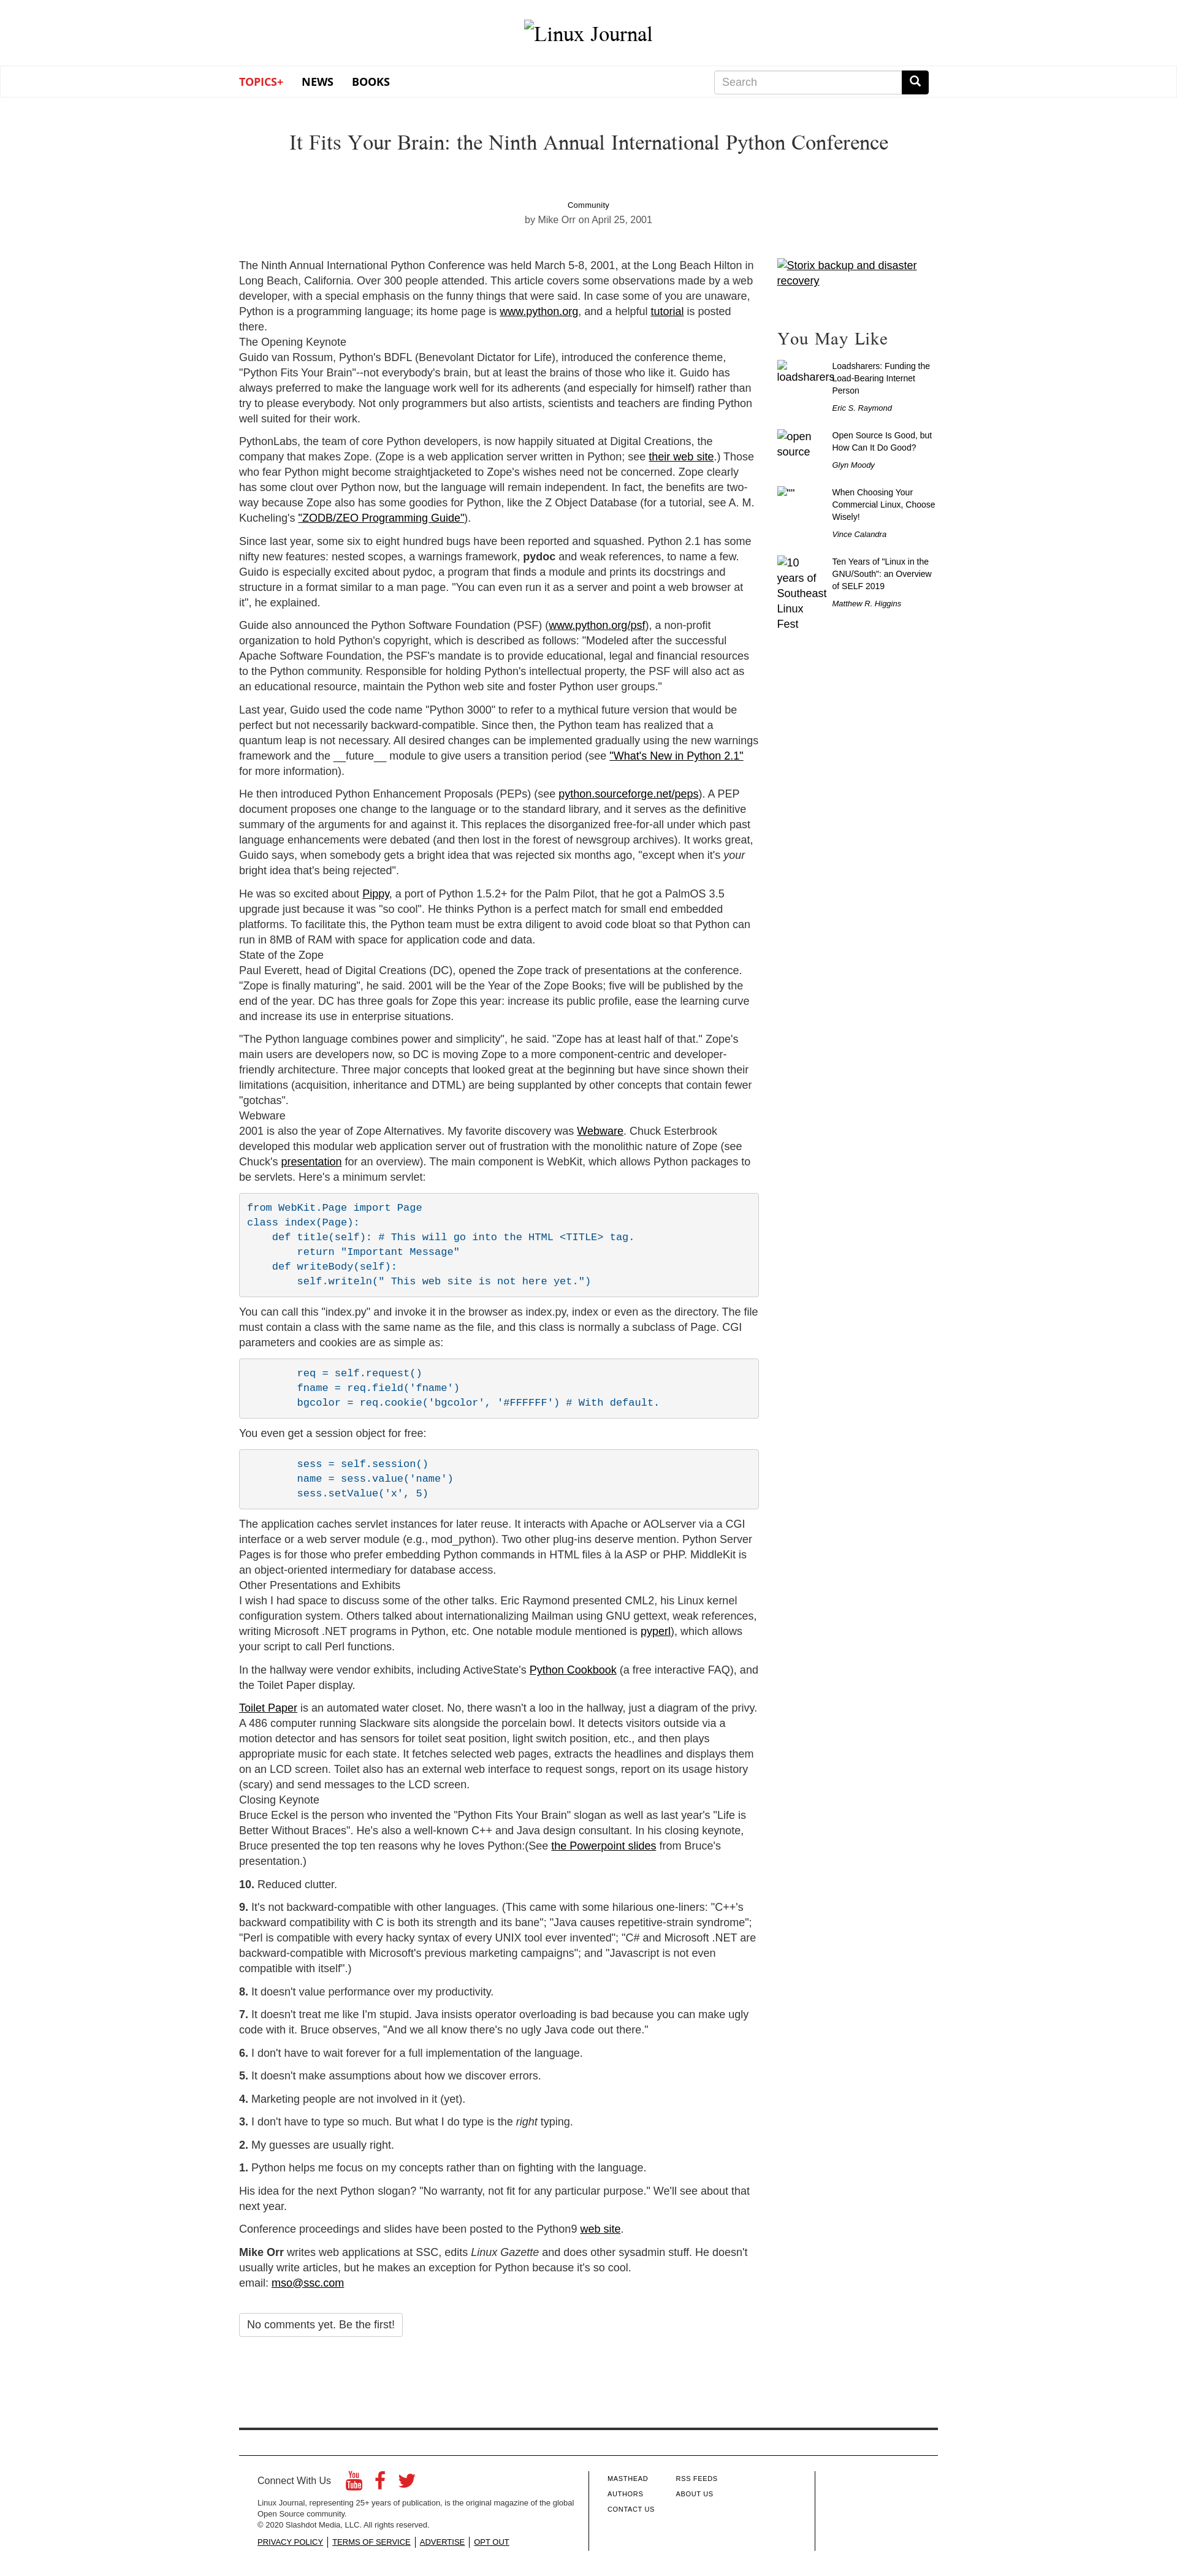 Linux Journal
TOPICS+ NEWS BOOKS
Search
It Fits Your Brain: the Ninth Annual International Python Conference
Community
by Mike Orr on April 25, 2001
The Ninth Annual International Python Conference was held March 5-8, 2001, at the Long Beach Hilton in
Long Beach, California. Over 300 people attended. This article covers some observations made by a web
developer, with a special emphasis on the funny things that were said. In case some of you are unaware,
Python is a programming language; its home page is www.python.org, and a helpful tutorial is posted
there.
The Opening Keynote
Guido van Rossum, Python's BDFL (Benevolent Dictator for Life), introduced the conference theme,
"Python Fits Your Brain"--not everybody's brain, but at least the brains of those who like it. Guido has
always preferred to make the language work well for its adherents (and especially for himself) rather than
try to please everybody. Not only programmers but also artists, scientists and teachers are finding Python
well suited for their work.
PythonLabs, the team of core Python developers, is now happily situated at Digital Creations, the
company that makes Zope. (Zope is a web application server written in Python; see their web site.) Those
who fear Python might become straightjacketed to Zope's wishes need not be concerned. Zope clearly
has some clout over Python now, but the language will remain independent. In fact, the benefits are two-
way because Zope also has some goodies for Python, like the Z Object Database (for a tutorial, see A. M.
Kucheling's "ZODB/ZEO Programming Guide").
Since last year, some six to eight hundred bugs have been reported and squashed. Python 2.1 has some
nifty new features: nested scopes, a warnings framework, pydoc and weak references, to name a few.
Guido is especially excited about pydoc, a program that finds a module and prints its docstrings and
structure in a format similar to a man page. "You can even run it as a server and point a web browser at
it", he explained.
Guide also announced the Python Software Foundation (PSF) (www.python.org/psf), a non-profit
organization to hold Python's copyright, which is described as follows: "Modeled after the successful
Apache Software Foundation, the PSF's mandate is to provide educational, legal and financial resources
to the Python community. Responsible for holding Python's intellectual property, the PSF will also act as
an educational resource, maintain the Python web site and foster Python user groups."
Last year, Guido used the code name "Python 3000" to refer to a mythical future version that would be
perfect but not necessarily backward-compatible. Since then, the Python team has realized that a
quantum leap is not necessary. All desired changes can be implemented gradually using the new warnings
framework and the __future__ module to give users a transition period (see "What's New in Python 2.1"
for more information).
He then introduced Python Enhancement Proposals (PEPs) (see python.sourceforge.net/peps). A PEP
document proposes one change to the language or to the standard library, and it serves as the definitive
summary of the arguments for and against it. This replaces the disorganized free-for-all under which past
language enhancements were debated (and then lost in the forest of newsgroup archives). It works great,
Guido says, when somebody gets a bright idea that was rejected six months ago, "except when it's your
bright idea that's being rejected".
He was so excited about Pippy, a port of Python 1.5.2+ for the Palm Pilot, that he got a PalmOS 3.5
upgrade just because it was "so cool". He thinks Python is a perfect match for small end embedded
platforms. To facilitate this, the Python team must be extra diligent to avoid code bloat so that Python can
run in 8MB of RAM with space for application code and data.
State of the Zope
Paul Everett, head of Digital Creations (DC), opened the Zope track of presentations at the conference.
"Zope is finally maturing", he said. 2001 will be the Year of the Zope Books; five will be published by the
end of the year. DC has three goals for Zope this year: increase its public profile, ease the learning curve
and increase its use in enterprise situations.
"The Python language combines power and simplicity", he said. "Zope has at least half of that." Zope's
main users are developers now, so DC is moving Zope to a more component-centric and developer-
friendly architecture. Three major concepts that looked great at the beginning but have since shown their
limitations (acquisition, inheritance and DTML) are being supplanted by other concepts that contain fewer
"gotchas".
Webware
2001 is also the year of Zope Alternatives. My favorite discovery was Webware. Chuck Esterbrook
developed this modular web application server out of frustration with the monolithic nature of Zope (see
Chuck's presentation for an overview). The main component is WebKit, which allows Python packages to
be servlets. Here's a minimum servlet:
from WebKit.Page import Page
class index(Page):
    def title(self): # This will go into the HTML <TITLE> tag.
        return "Important Message"
    def writeBody(self):
        self.writeln(" This web site is not here yet.")
You can call this "index.py" and invoke it in the browser as index.py, index or even as the directory. The file
must contain a class with the same name as the file, and this class is normally a subclass of Page. CGI
parameters and cookies are as simple as:
        req = self.request()
        fname = req.field('fname')
        bgcolor = req.cookie('bgcolor', '#FFFFFF') # With default.
You even get a session object for free:
        sess = self.session()
        name = sess.value('name')
        sess.setValue('x', 5)
The application caches servlet instances for later reuse. It interacts with Apache or AOLserver via a CGI
interface or a web server module (e.g., mod_python). Two other plug-ins deserve mention. Python Server
Pages is for those who prefer embedding Python commands in HTML files à la ASP or PHP. MiddleKit is
an object-oriented intermediary for database access.
Other Presentations and Exhibits
I wish I had space to discuss some of the other talks. Eric Raymond presented CML2, his Linux kernel
configuration system. Others talked about internationalizing Mailman using GNU gettext, weak references,
writing Microsoft .NET programs in Python, etc. One notable module mentioned is pyperl), which allows
your script to call Perl functions.
In the hallway were vendor exhibits, including ActiveState's Python Cookbook (a free interactive FAQ), and
the Toilet Paper display.
Toilet Paper is an automated water closet. No, there wasn't a loo in the hallway, just a diagram of the privy.
A 486 computer running Slackware sits alongside the porcelain bowl. It detects visitors outside via a
motion detector and has sensors for toilet seat position, light switch position, etc., and then plays
appropriate music for each state. It fetches selected web pages, extracts the headlines and displays them
on an LCD screen. Toilet also has an external web interface to request songs, report on its usage history
(scary) and send messages to the LCD screen.
Closing Keynote
Bruce Eckel is the person who invented the "Python Fits Your Brain" slogan as well as last year's "Life is
Better Without Braces". He's also a well-known C++ and Java design consultant. In his closing keynote,
Bruce presented the top ten reasons why he loves Python:(See the Powerpoint slides from Bruce's
presentation.)
10. Reduced clutter.
9. It's not backward-compatible with other languages. (This came with some hilarious one-liners: "C++'s
backward compatibility with C is both its strength and its bane"; "Java causes repetitive-strain syndrome";
"Perl is compatible with every hacky syntax of every UNIX tool ever invented"; "C# and Microsoft .NET are
backward-compatible with Microsoft's previous marketing campaigns"; and "Javascript is not even
compatible with itself".)
8. It doesn't value performance over my productivity.
7. It doesn't treat me like I'm stupid. Java insists operator overloading is bad because you can make ugly
code with it. Bruce observes, "And we all know there's no ugly Java code out there."
6. I don't have to wait forever for a full implementation of the language.
5. It doesn't make assumptions about how we discover errors.
4. Marketing people are not involved in it (yet).
3. I don't have to type so much. But what I do type is the right typing.
2. My guesses are usually right.
1. Python helps me focus on my concepts rather than on fighting with the language.
His idea for the next Python slogan? "No warranty, not fit for any particular purpose." We'll see about that
next year.
Conference proceedings and slides have been posted to the Python9 web site.
Mike Orr writes web applications at SSC, edits Linux Gazette and does other sysadmin stuff. He doesn't
usually write articles, but he makes an exception for Python because it's so cool.
email: mso@ssc.com
No comments yet. Be the first!
Storix backup and disaster
recovery
You May Like
loadsharers
Loadsharers: Funding the
Load-Bearing Internet
Person
Eric S. Raymond
open
source
Open Source Is Good, but
How Can It Do Good?
Glyn Moody
""
When Choosing Your
Commercial Linux, Choose
Wisely!
Vince Calandra
10
years of
Southeast
Linux
Fest
Ten Years of "Linux in the
GNU/South": an Overview
of SELF 2019
Matthew R. Higgins
Connect With Us You Tube
Linux Journal, representing 25+ years of publication, is the original magazine of the global
Open Source community.
© 2020 Slashdot Media, LLC. All rights reserved.
PRIVACY POLICY TERMS OF SERVICE ADVERTISE OPT OUT
MASTHEAD
AUTHORS
CONTACT US
RSS FEEDS
ABOUT US